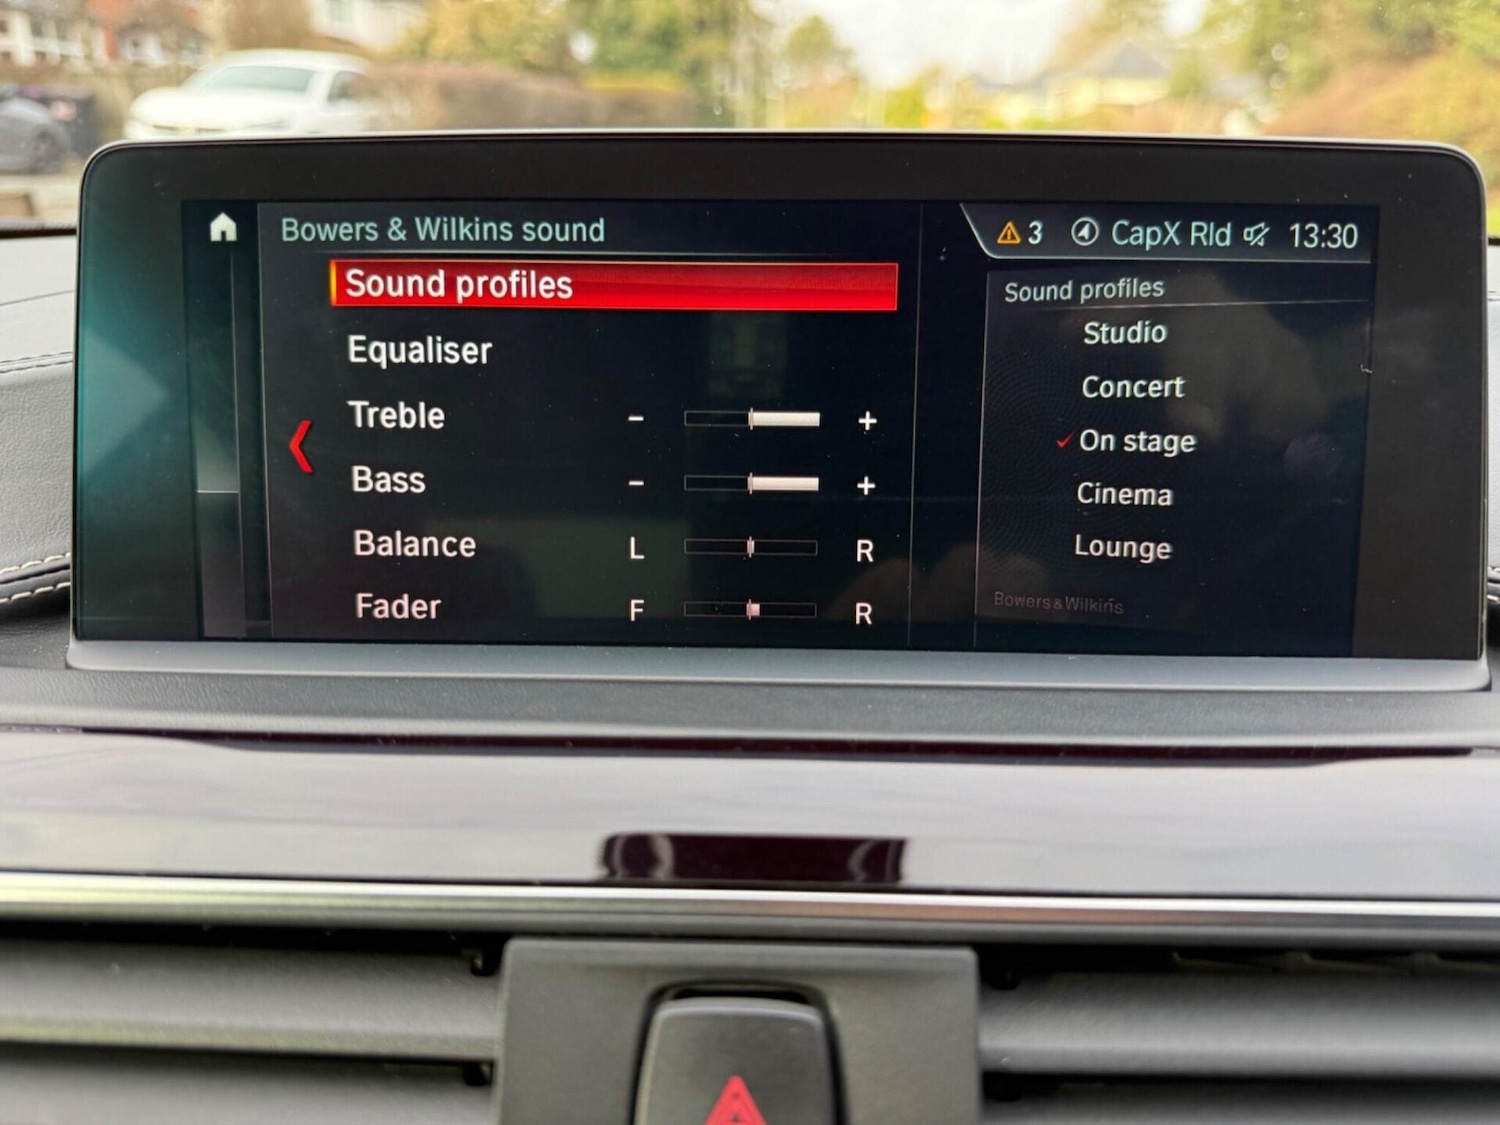 Bowers & Wilkins sound
3 CapX Rld 13:30
Sound profiles
Equaliser
Treble - +
Bass - +
Balance L R
Fader F R
Sound profiles
Studio
Concert
On stage
Cinema
Lounge
Bowers & Wilkins